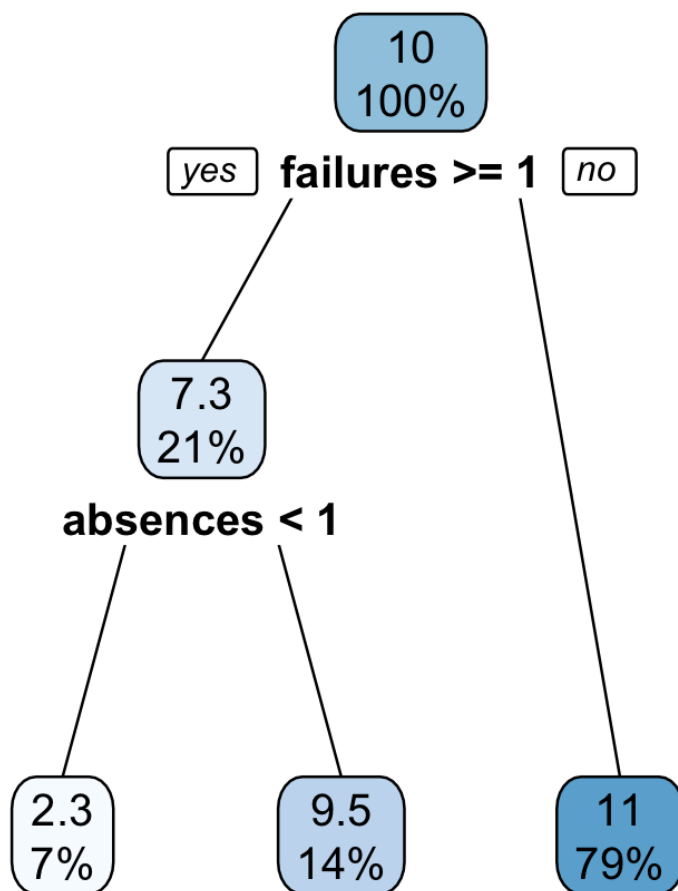 10
100%
yes failures >= 1 no
7.3
21%
absences < 1
2.3 9.5 11
7% 14% 79%